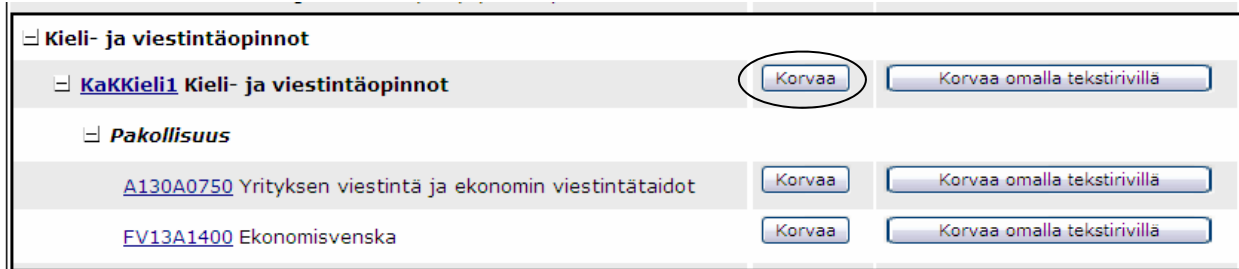 Kieli- ja viestintäopinnot
KaKKieli1 Kieli- ja viestintäopinnot Korvaa Korvaa omalla tekstirivillä
Pakollisuus
A130A0750 Yrityksen viestintä ja ekonomin viestintätaidot Korvaa Korvaa omalla tekstirivillä
FV13A1400 Ekonomisvenska Korvaa Korvaa omalla tekstirivillä